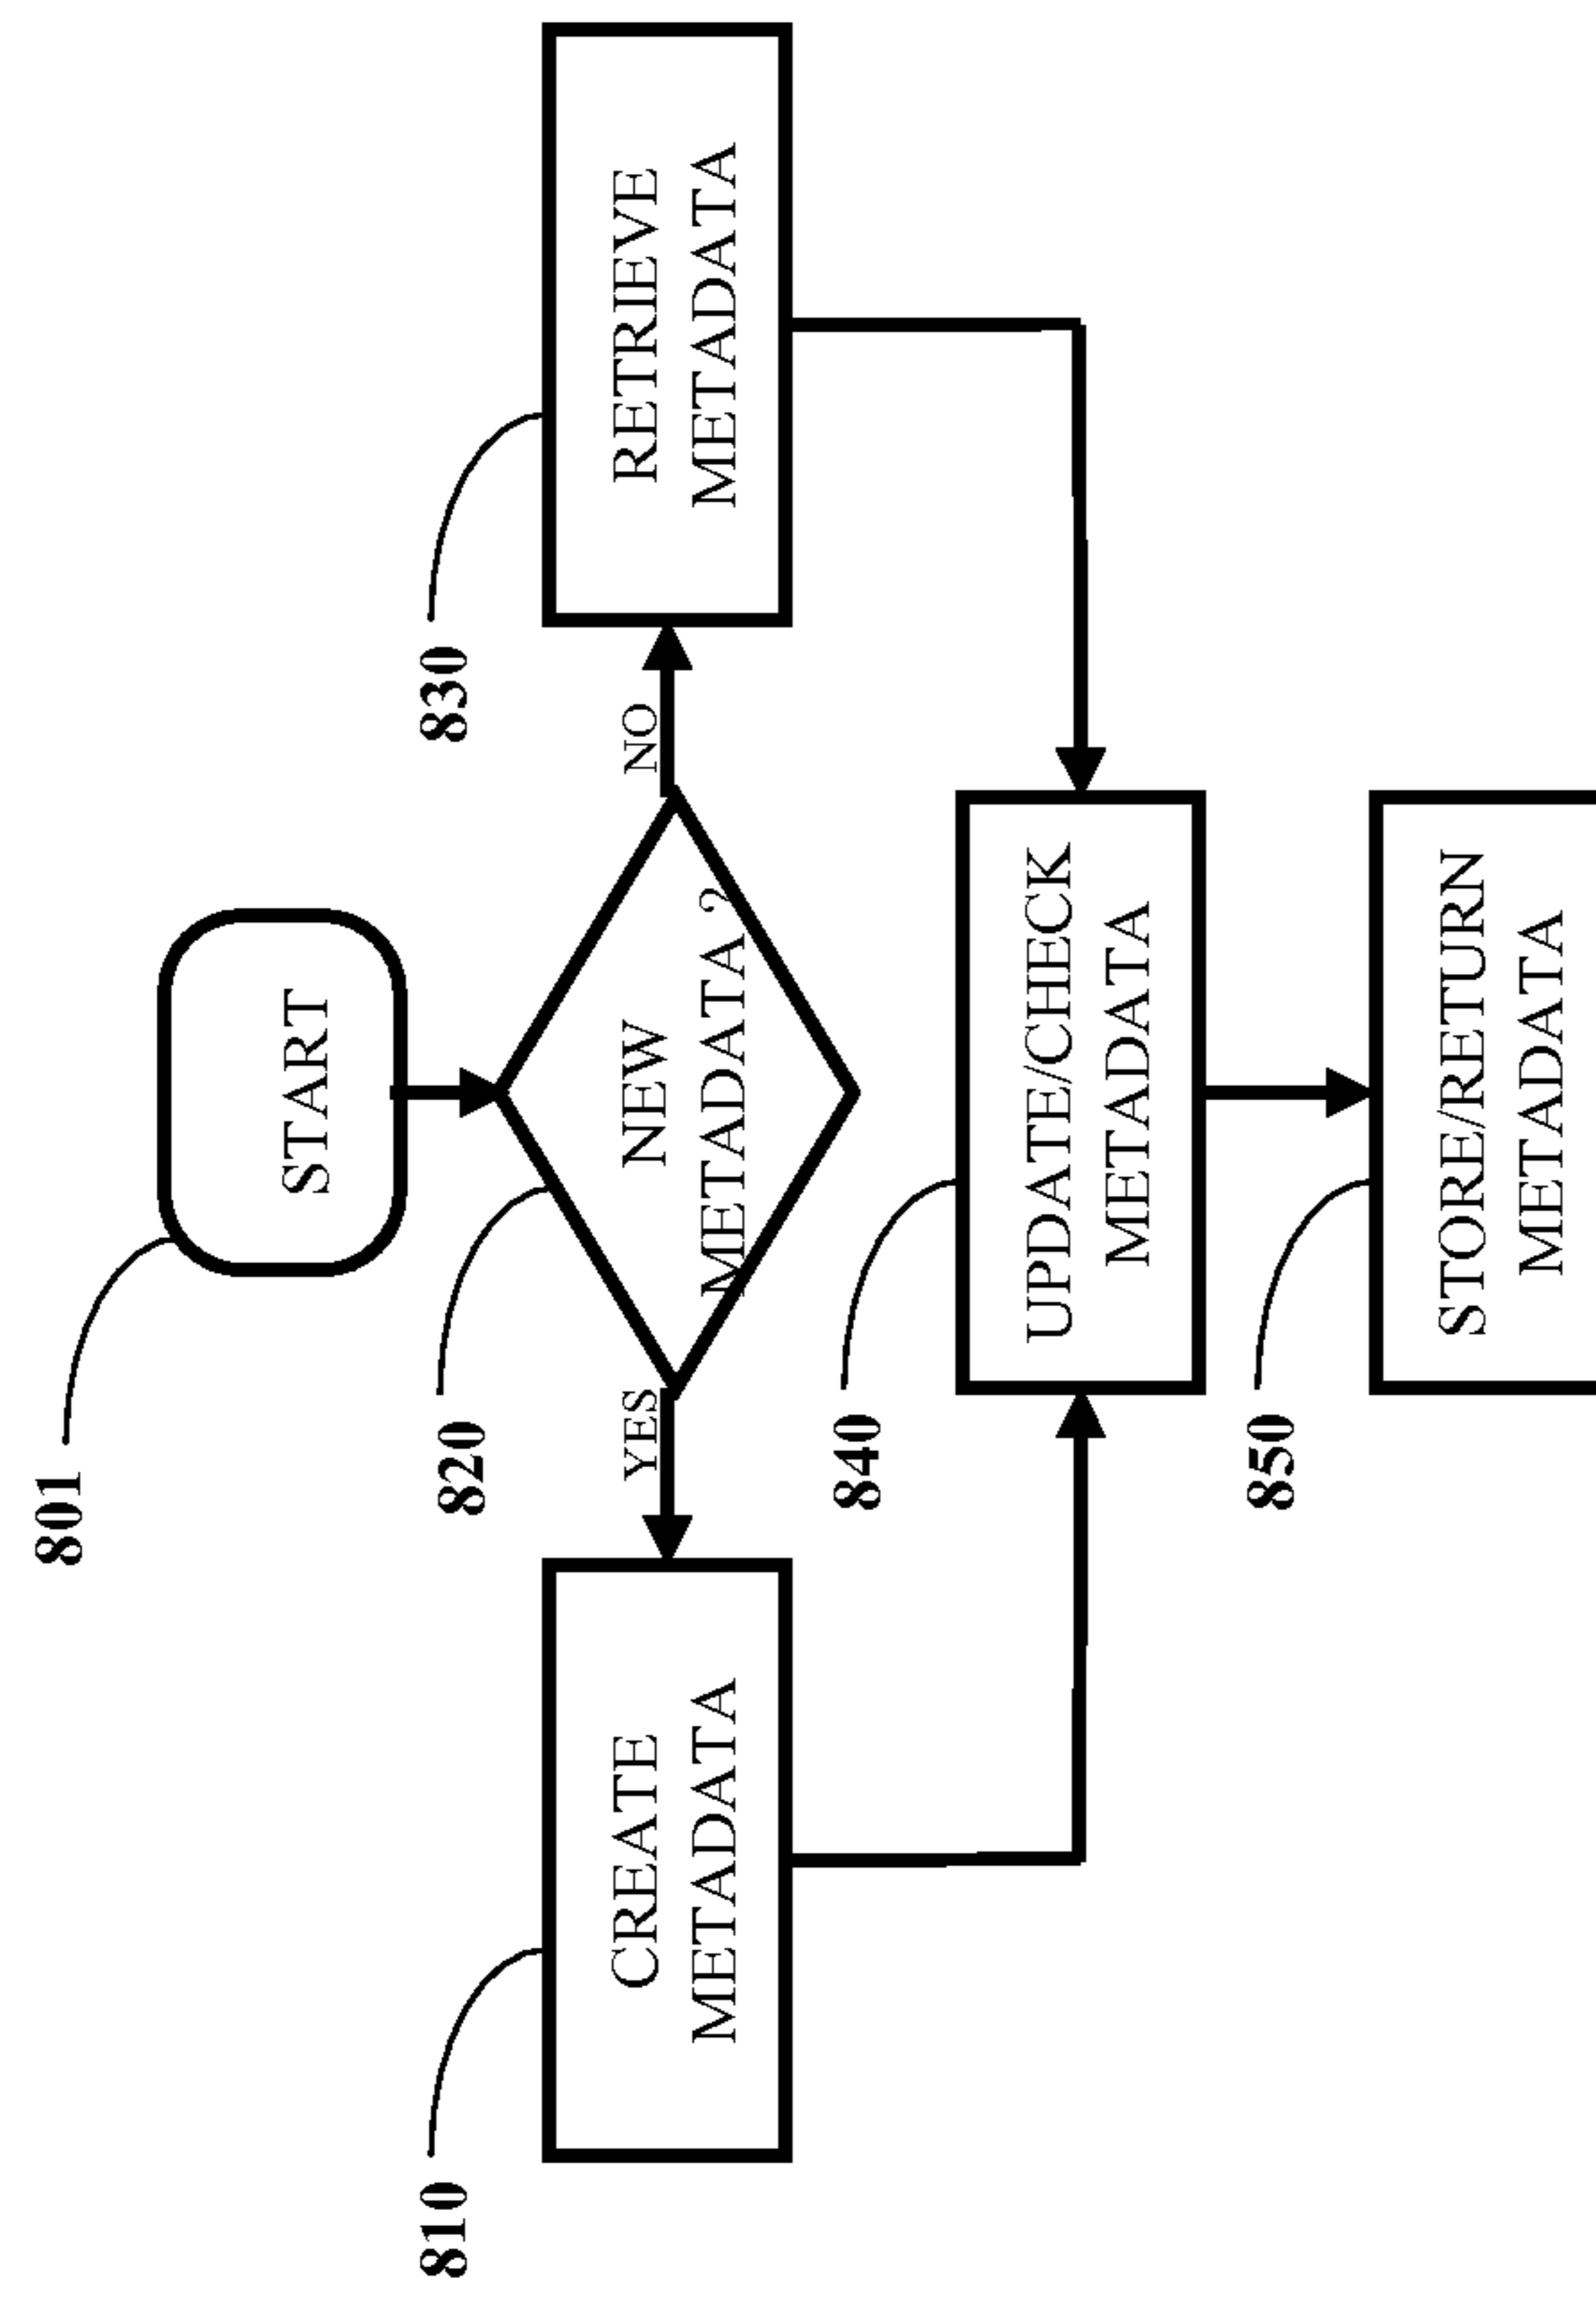 801
START
820
NEW
METADATA ?
YES
NO
810
CREATE
METADATA
830
RETRIEVE
METADATA
840
UPDATE/CHECK
METADATA
850
STORE/RETURN
METADATA